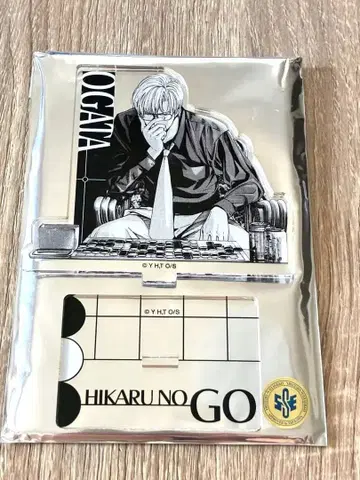 OGATA
© Y H,T O/S
© Y H,T O/S
HIKARU NO GO